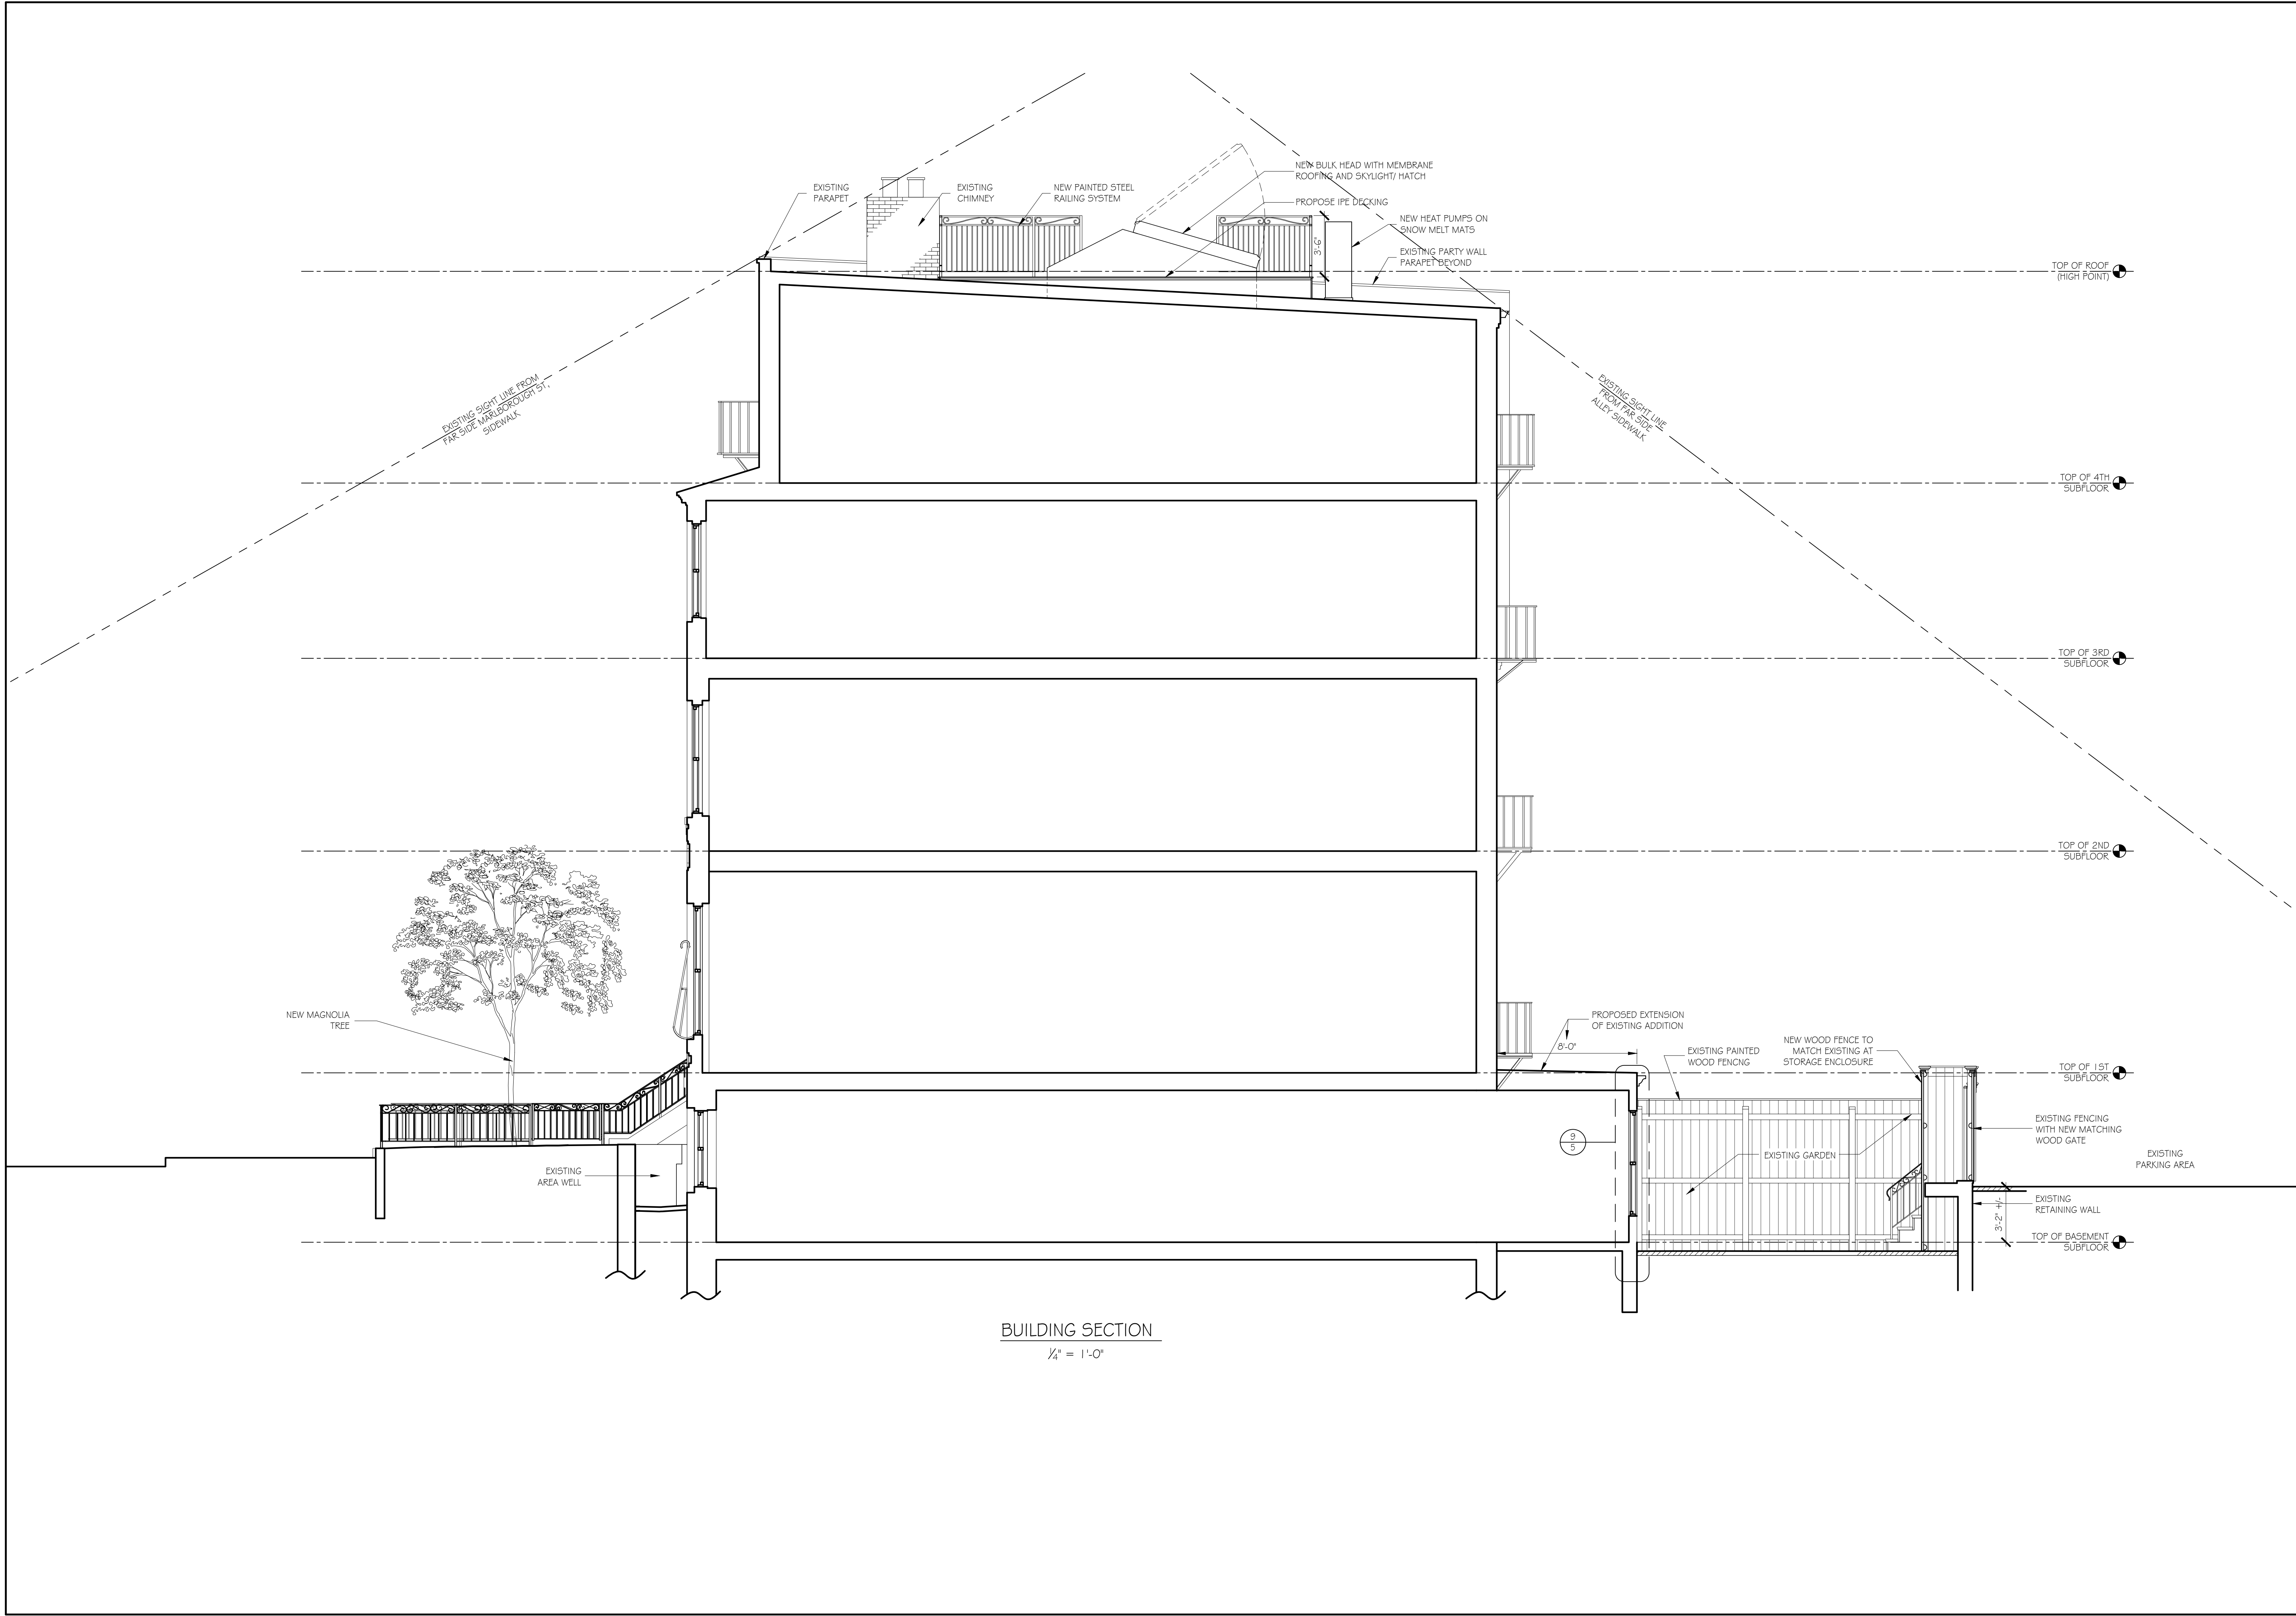 NEW BULK HEAD WITH MEMBRANE
ROOFING AND SKYLIGHT/ HATCH
EXISTING
PARAPET
EXISTING
CHIMNEY
NEW PAINTED STEEL
RAILING SYSTEM
PROPOSE IPE DECKING
NEW HEAT PUMPS ON
SNOW MELT MATS
3'-6"
EXISTING PARTY WALL
PARAPET BEYOND
TOP OF ROOF
(HIGH POINT)
EXISTING SIGHT LINE FROM
FAR SIDE MARLBOROUGH ST.
SIDEWALK
EXISTING SIGHT LINE
FROM FAR SIDE
ALLEY SIDEWALK
TOP OF 4TH
SUBFLOOR
TOP OF 3RD
SUBFLOOR
TOP OF 2ND
SUBFLOOR
NEW MAGNOLIA
TREE
PROPOSED EXTENSION
OF EXISTING ADDITION
8'-0"
EXISTING PAINTED
WOOD FENCNG
NEW WOOD FENCE TO
MATCH EXISTING AT
STORAGE ENCLOSURE
TOP OF 1ST
SUBFLOOR
EXISTING FENCING
WITH NEW MATCHING
WOOD GATE
9
5
EXISTING GARDEN
EXISTING
PARKING AREA
EXISTING
AREA WELL
EXISTING
RETAINING WALL
3'-2" +/-
TOP OF BASEMENT
SUBFLOOR
BUILDING SECTION
1/4" = 1'-0"